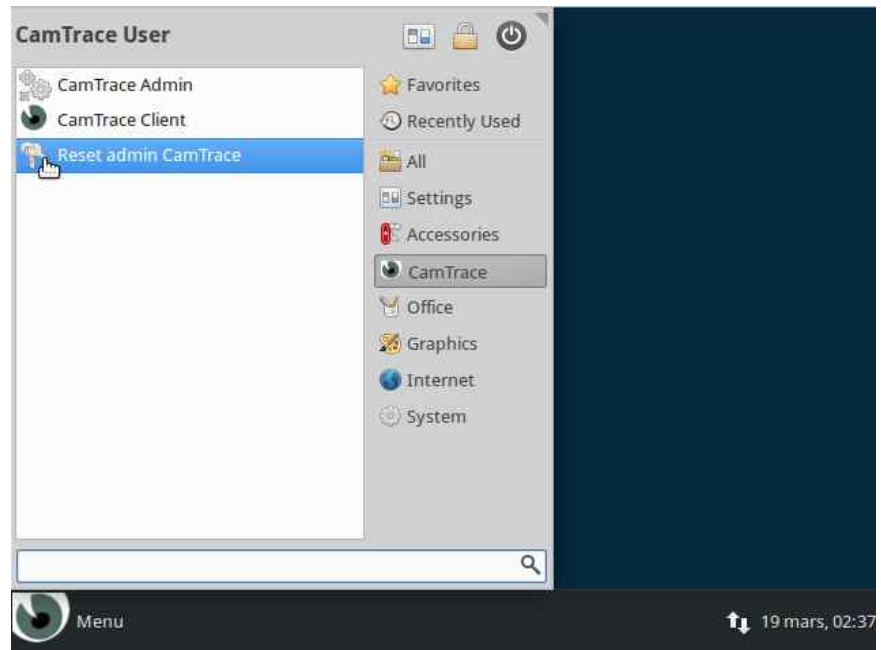 CamTrace User
CamTrace Admin
CamTrace Client
Reset admin CamTrace
Favorites
Recently Used
All
Settings
Accessories
CamTrace
Office
Graphics
Internet
System
Menu
19 mars, 02:37